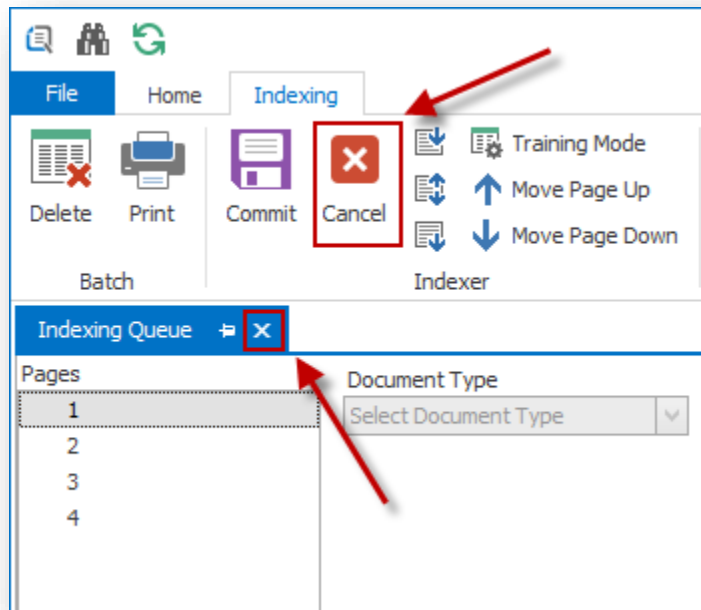 File Home Indexing
Delete Print Commit Cancel
Training Mode
Move Page Up
Move Page Down
Batch Indexer
Indexing Queue
Pages
1
2
3
4
Document Type
Select Document Type